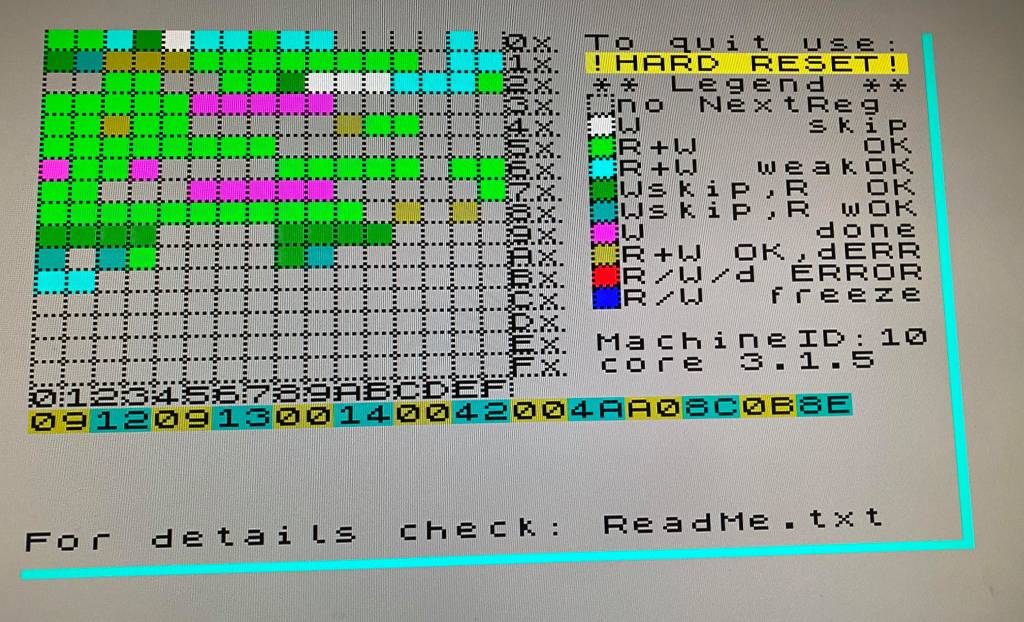 0x. To quit use:
1x. !HARD RESET!
2x. ** Legend **
3x. no NextReg
4x. W skip
5x. R+W OK
6x. R+W weakOK
7x. Wskip,R OK
8x. Wskip,R wOK
9x. W done
Ax. R+W OK,dERR
Bx. R/W/d ERROR
Cx. R/W freeze
Dx.
Ex. MachineID:10
Fx. core 3.1.5
0123456789ABCDEF
0912091300140042004AA08C0B8E
For details check: ReadMe.txt